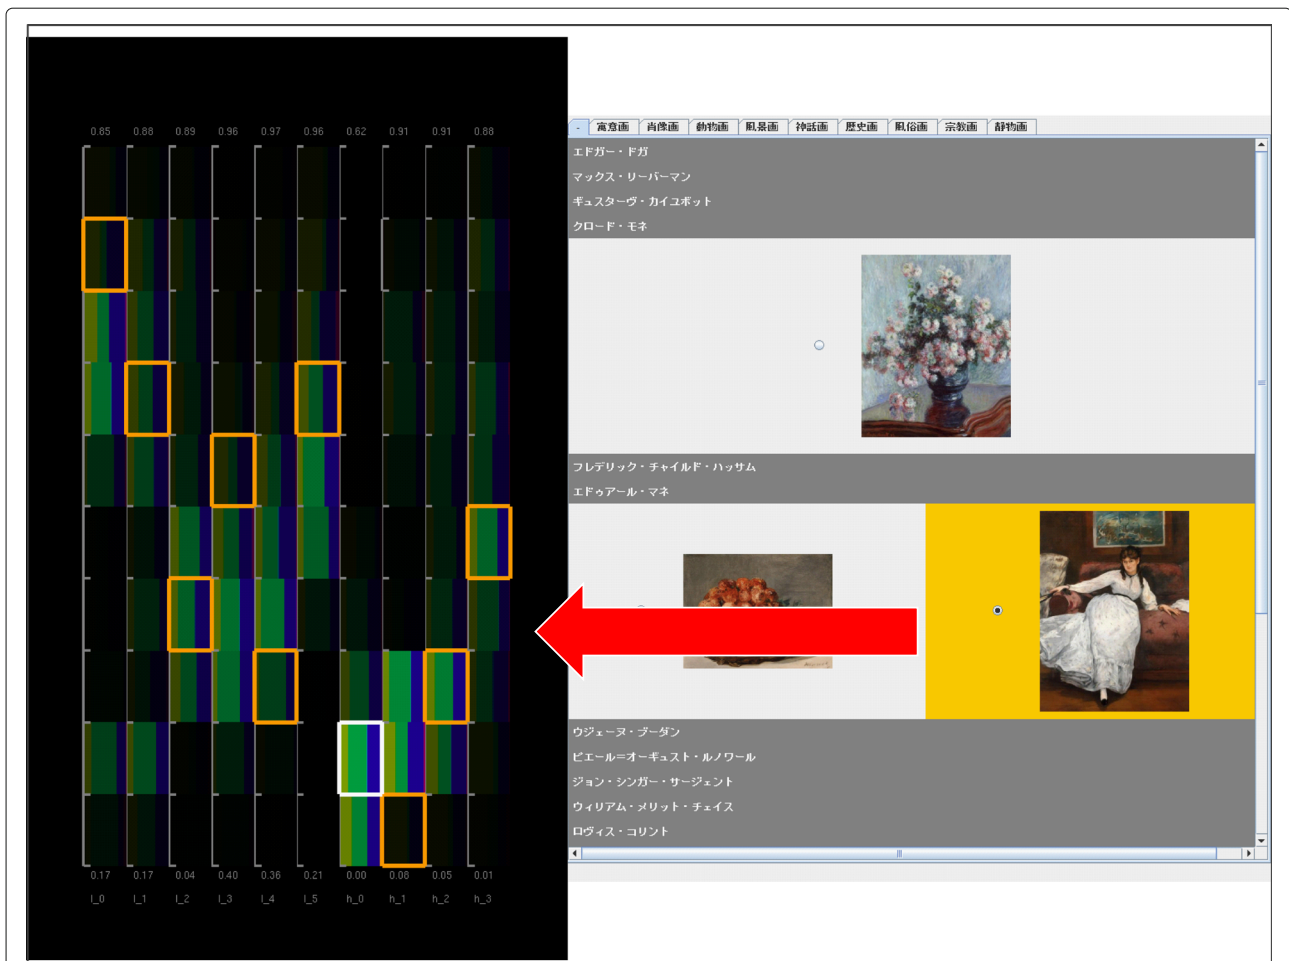 0.85 0.88 0.89 0.96 0.97 0.96 0.62 0.91 0.91 0.88
0.17 0.17 0.04 0.40 0.36 0.21 0.00 0.08 0.05 0.01
l_0 l_1 l_2 l_3 l_4 l_5 h_0 h_1 h_2 h_3
- 寓意画 肖像画 動物画 風景画 神話画 歴史画 風俗画 宗教画 静物画
エドガー・ドガ
マックス・リーバーマン
ギュスターヴ・カイユボット
クロード・モネ
フレデリック・チャイルド・ハッサム
エドゥアール・マネ
ウジェーヌ・ブーダン
ピエール=オーギュスト・ルノワール
ジョン・シンガー・サージェント
ウィリアム・メリット・チェイス
ロヴィス・コリント